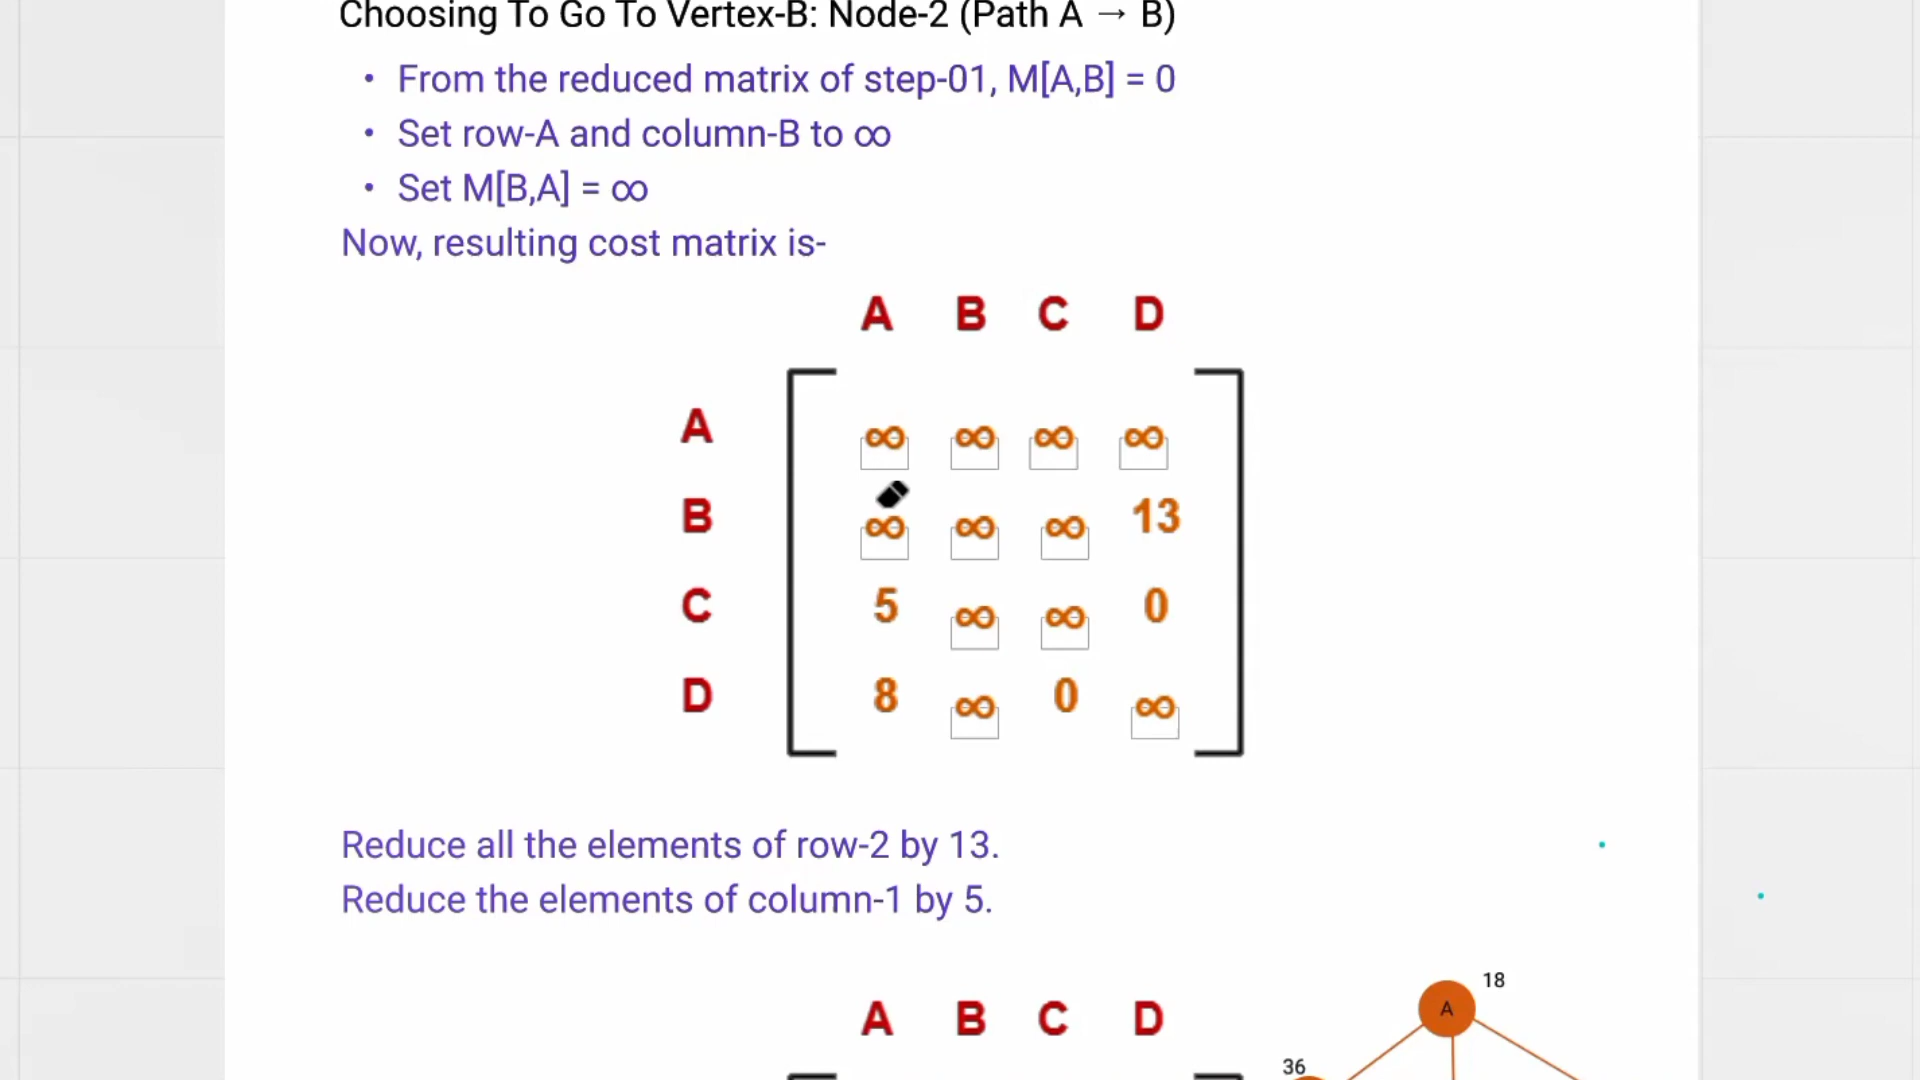 Choosing To Go To Vertex-B: Node-2 (Path A → B)
• From the reduced matrix of step-01, M[A,B] = 0
• Set row-A and column-B to ∞
• Set M[B,A] = ∞
Now, resulting cost matrix is-
A B C D
A ∞ ∞ ∞ ∞
B ∞ ∞ ∞ 13
C 5 ∞ ∞ 0
D 8 ∞ 0 ∞
Reduce all the elements of row-2 by 13.
Reduce the elements of column-1 by 5.
A B C D
18
A
36